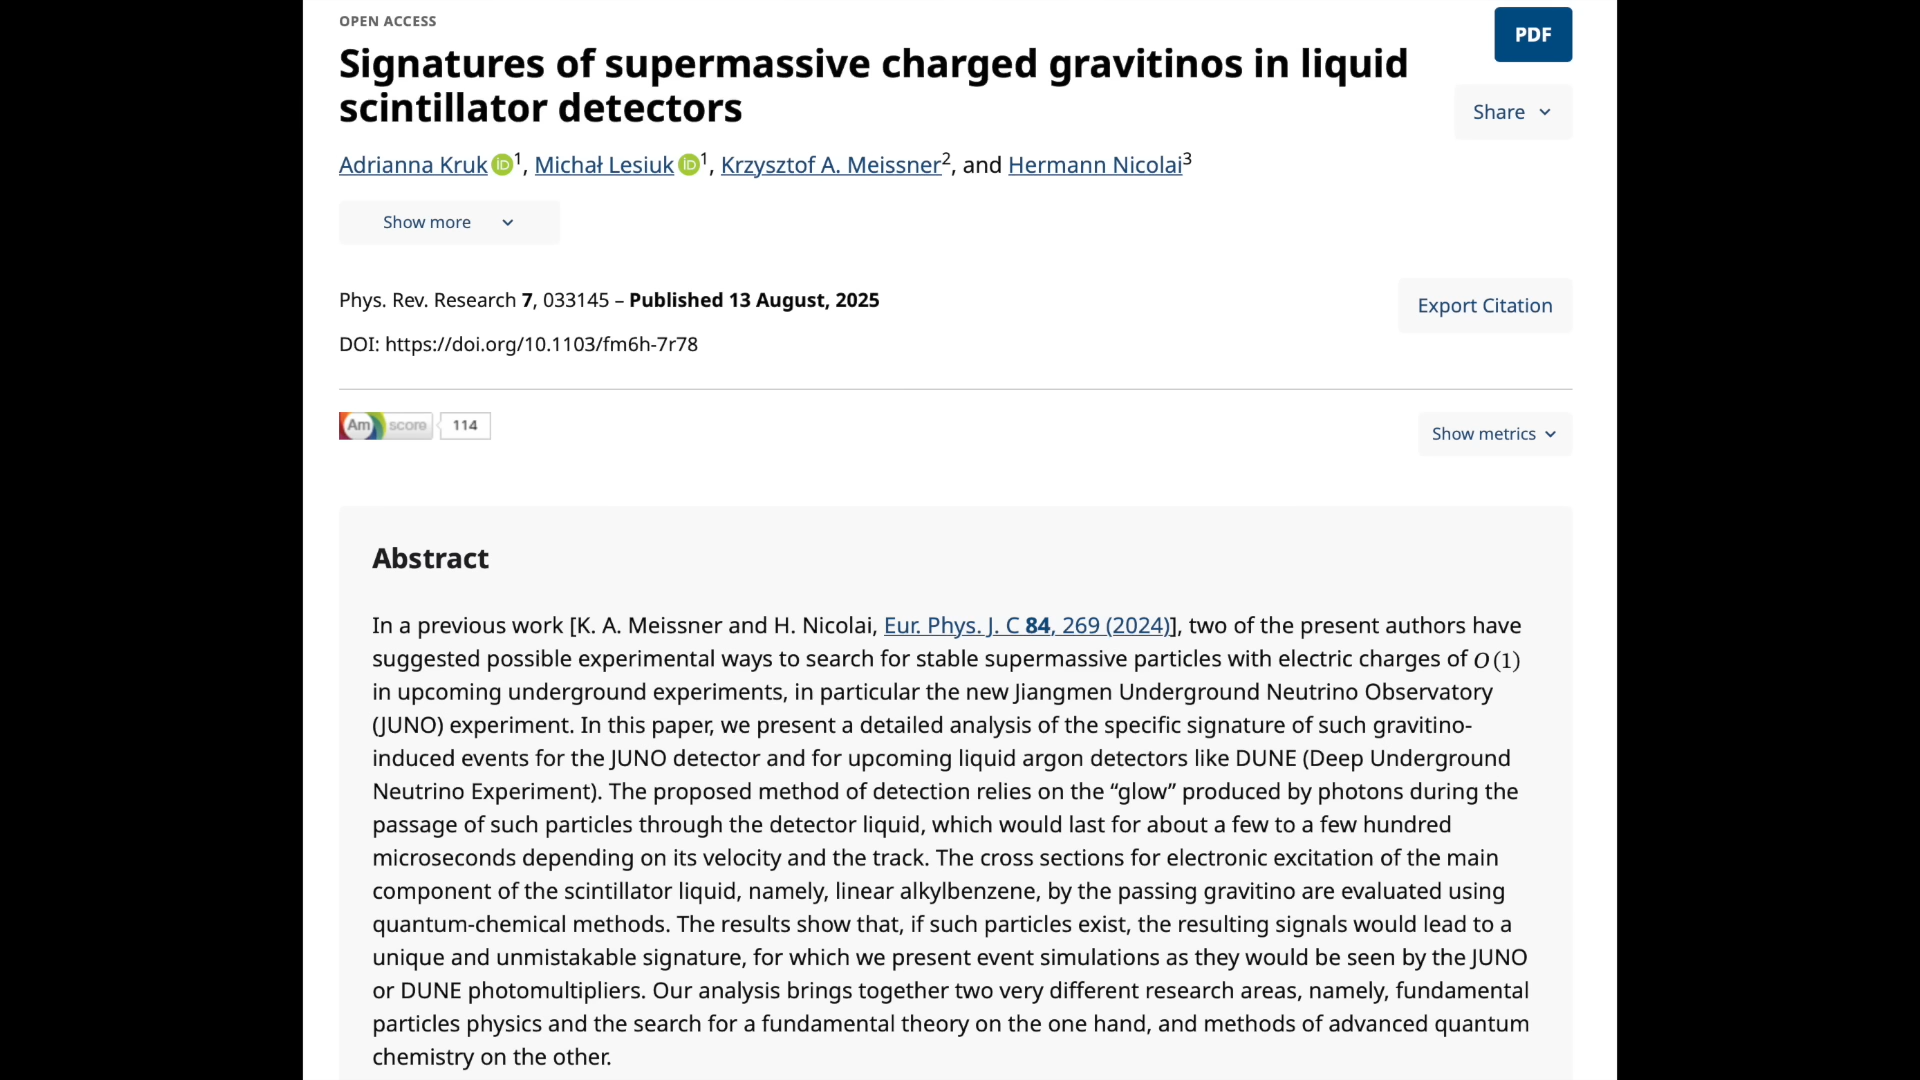 OPEN ACCESS
PDF
Signatures of supermassive charged gravitinos in liquid
scintillator detectors
Share
Adrianna Kruk iD 1, Michał Lesiuk iD 1, Krzysztof A. Meissner2, and Hermann Nicolai3
Show more
Phys. Rev. Research 7, 033145 – Published 13 August, 2025
Export Citation
DOI: https://doi.org/10.1103/fm6h-7r78
Am score 114
Show metrics
Abstract
In a previous work [K. A. Meissner and H. Nicolai, Eur. Phys. J. C 84, 269 (2024)], two of the present authors have
suggested possible experimental ways to search for stable supermassive particles with electric charges of O(1)
in upcoming underground experiments, in particular the new Jiangmen Underground Neutrino Observatory
(JUNO) experiment. In this paper, we present a detailed analysis of the specific signature of such gravitino-
induced events for the JUNO detector and for upcoming liquid argon detectors like DUNE (Deep Underground
Neutrino Experiment). The proposed method of detection relies on the “glow” produced by photons during the
passage of such particles through the detector liquid, which would last for about a few to a few hundred
microseconds depending on its velocity and the track. The cross sections for electronic excitation of the main
component of the scintillator liquid, namely, linear alkylbenzene, by the passing gravitino are evaluated using
quantum-chemical methods. The results show that, if such particles exist, the resulting signals would lead to a
unique and unmistakable signature, for which we present event simulations as they would be seen by the JUNO
or DUNE photomultipliers. Our analysis brings together two very different research areas, namely, fundamental
particles physics and the search for a fundamental theory on the one hand, and methods of advanced quantum
chemistry on the other.